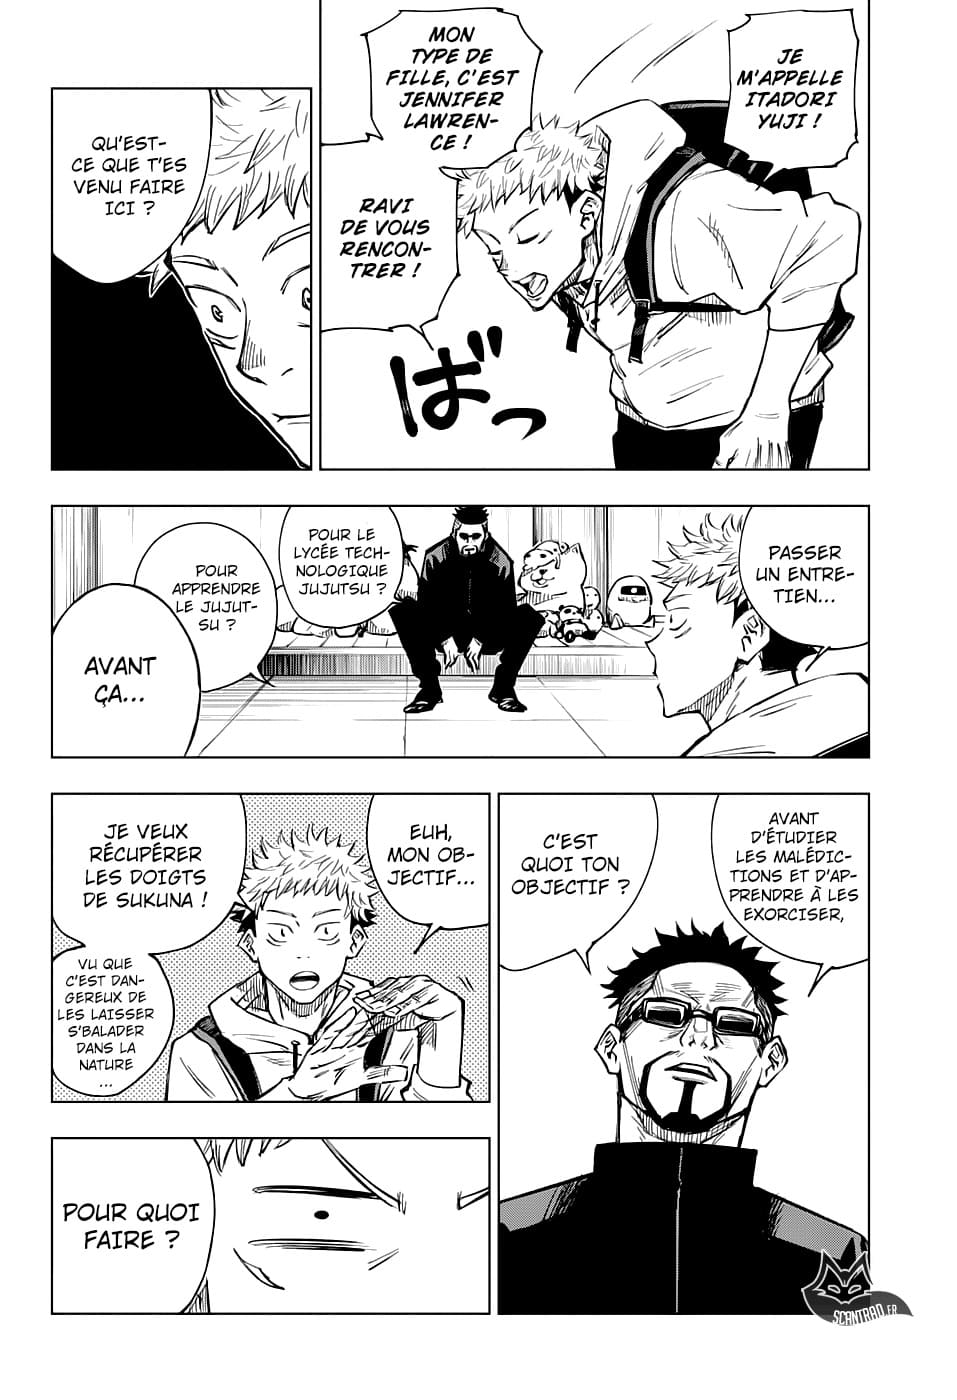 JE
M'APPELLE
ITADORI
YUJI !
MON
TYPE DE
FILLE, C'EST
JENNIFER
LAWREN-
CE !
RAVI
DE VOUS
RENCON-
TRER !
ばっ
QU'EST-
CE QUE T'ES
VENU FAIRE
ICI ?
PASSER
UN ENTRE-
TIEN...
POUR LE
LYCÉE TECH-
NOLOGIQUE
JUJUTSU ?
POUR
APPRENDRE
LE JUJUT-
SU ?
AVANT
ÇA...
AVANT
D'ÉTUDIER
LES MALÉDIC-
TIONS ET D'AP-
PRENDRE À LES
EXORCISER,
C'EST
QUOI TON
OBJECTIF ?
EUH,
MON OB-
JECTIF...
JE VEUX
RÉCUPÉRER
LES DOIGTS
DE SUKUNA !
VU QUE
C'EST DAN-
GEREUX DE
LES LAISSER
S'BALADER
DANS LA
NATURE
...
POUR QUOI
FAIRE ?
SCANTRAD.FR